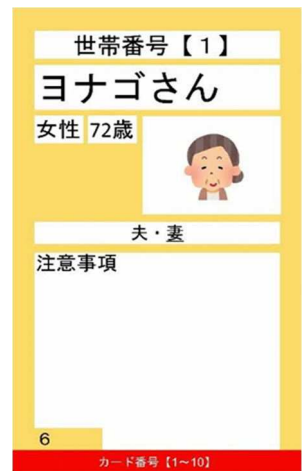 世帯番号【1】
ヨナゴさん
女性 72歳
夫・妻
注意事項
6
カード番号【1～10】